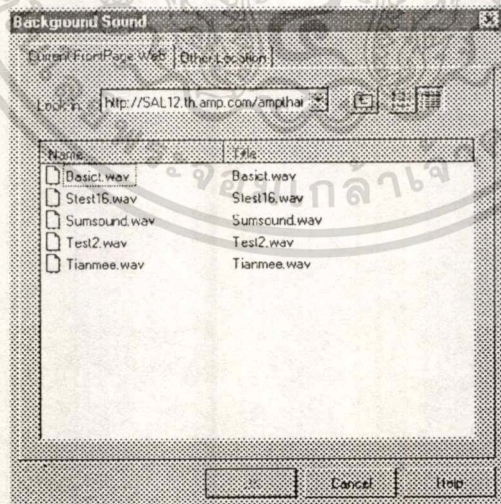 Background Sound
Current FrontPage Web Other Location
Look in: http://SAL12.th.amp.com/ampthai
Name Title
Basict.wav Basict.wav
Stest16.wav Stest16.wav
Sumsound.wav Sumsound.wav
Test2.wav Test2.wav
Tianmee.wav Tianmee.wav
Cancel Help